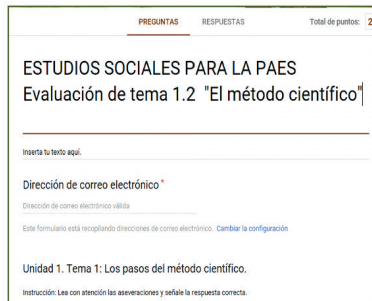 PREGUNTAS RESPUESTAS Total de puntos: 2
ESTUDIOS SOCIALES PARA LA PAES
Evaluación de tema 1.2 "El método científico"
Inserta tu texto aquí.
Dirección de correo electrónico *
Dirección de correo electrónico válida
Este formulario está recopilando direcciones de correo electrónico. Cambiar la configuración
Unidad 1. Tema 1: Los pasos del método científico.
Instrucción: Lea con atención las aseveraciones y señale la respuesta correcta.